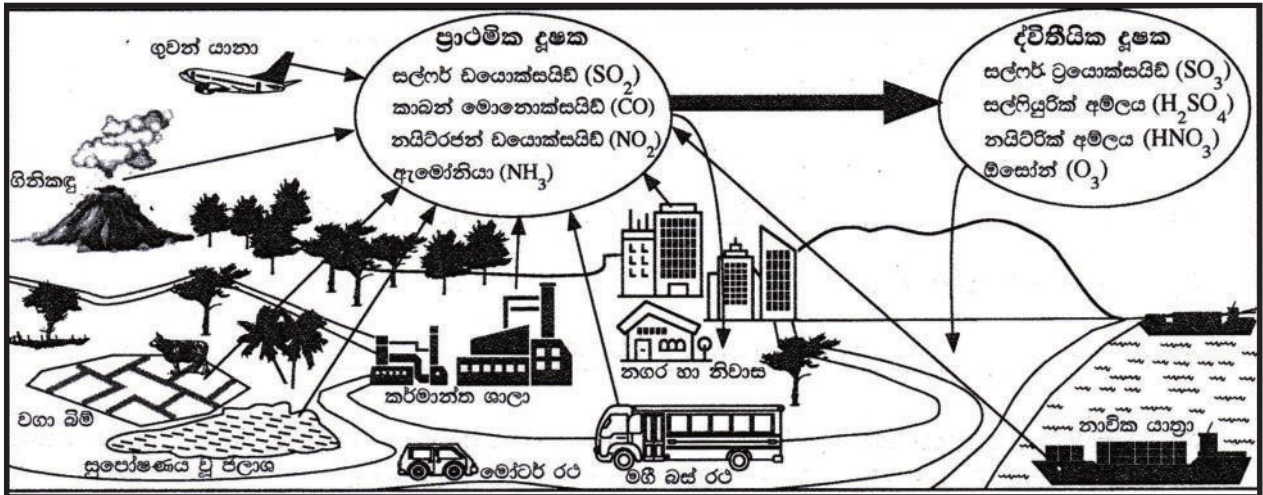 ගුවන් යානා
ප්‍රාථමික දූෂක
සල්ෆර් ඩයොක්සයිඩ් (SO₂)
කාබන් මොනොක්සයිඩ් (CO)
නයිට්රජන් ඩයොක්සයිඩ් (NO₂)
ඇමෝනියා (NH₃)
ද්විතීයික දූෂක
සල්ෆර් ට්‍රයොක්සයිඩ් (SO₃)
සල්ෆියුරික් අම්ලය (H₂SO₄)
නයිට්රික් අම්ලය (HNO₃)
ඕසෝන් (O₃)
ගිනිකඳු
වගා බිම්
සුපෝෂණය වූ ජලාශ
කර්මාන්ත ශාලා
මෝටර් රථ
මගී බස් රථ
නගර හා නිවාස
නාවික යාත්‍රා